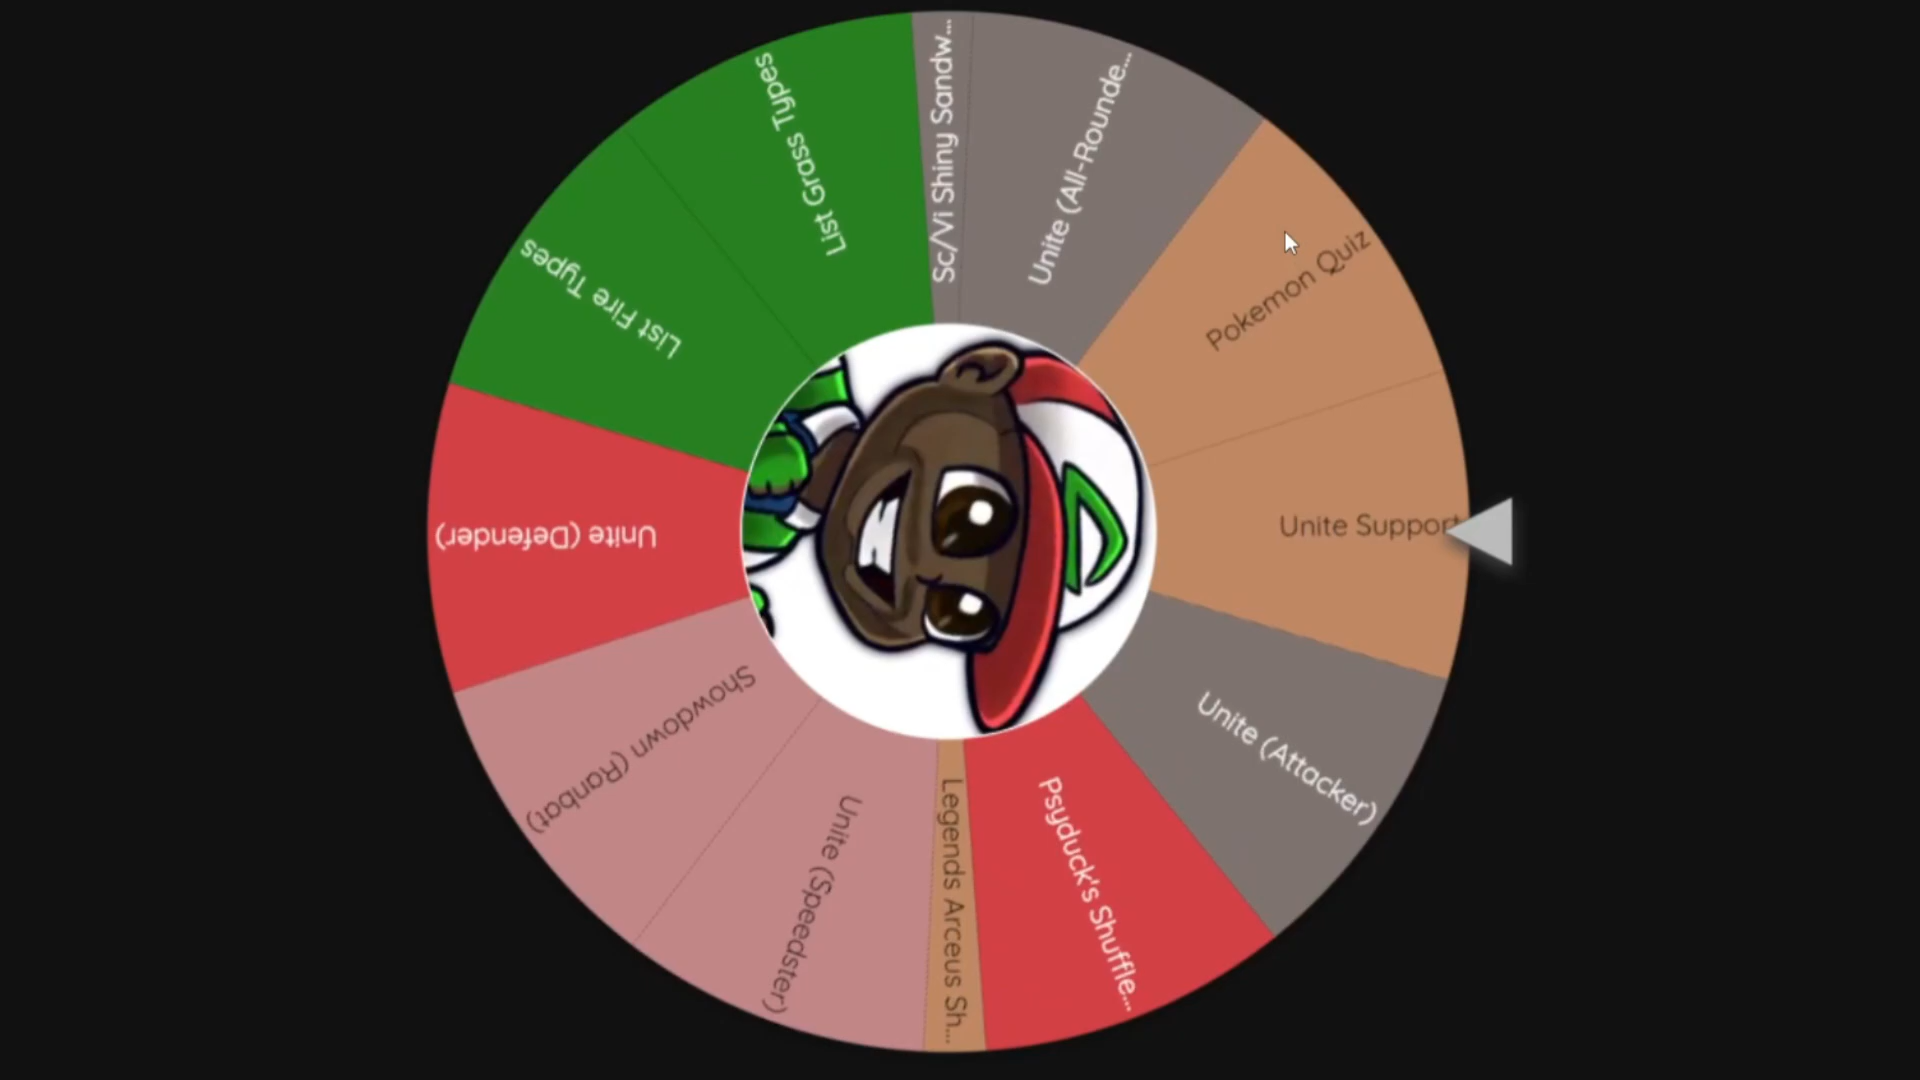 Sc/Vi Shiny Sandw...
Unite (All-Rounde...
Pokemon Quiz
Unite Support
Unite (Attacker)
Psyduck's Shuffle...
Legends Arceus Sh...
Unite (Speedster)
Showdown (Ranbat)
Unite (Defender)
List Fire Types
List Grass Types